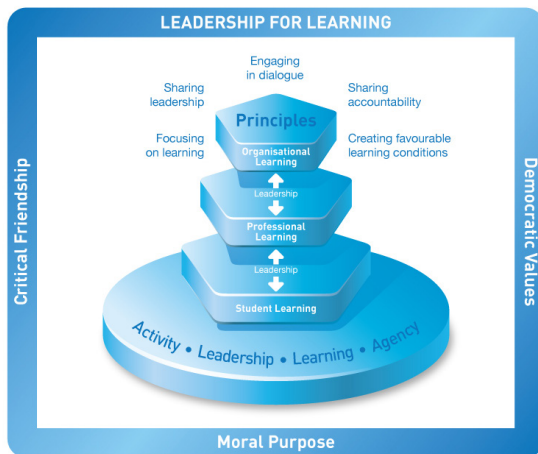 LEADERSHIP FOR LEARNING
Engaging
in dialogue
Sharing
leadership
Sharing
accountability
Principles
Focusing
on learning
Creating favourable
learning conditions
Organisational
Learning
Leadership
Professional
Learning
Leadership
Student Learning
Activity • Leadership • Learning • Agency
Critical Friendship
Democratic Values
Moral Purpose